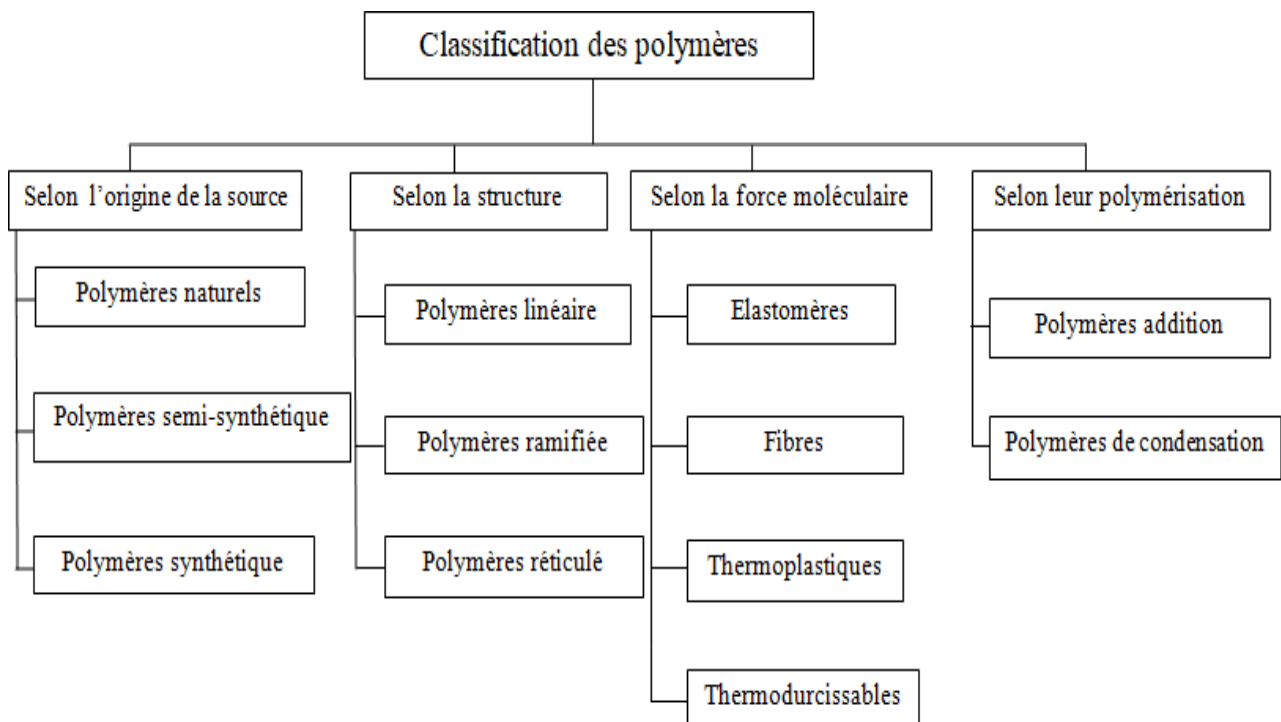 Classification des polymères
Selon l’origine de la source
Polymères naturels
Polymères semi-synthétique
Polymères synthétique
Selon la structure
Polymères linéaire
Polymères ramifiée
Polymères réticulé
Selon la force moléculaire
Elastomères
Fibres
Thermoplastiques
Thermodurcissables
Selon leur polymérisation
Polymères addition
Polymères de condensation